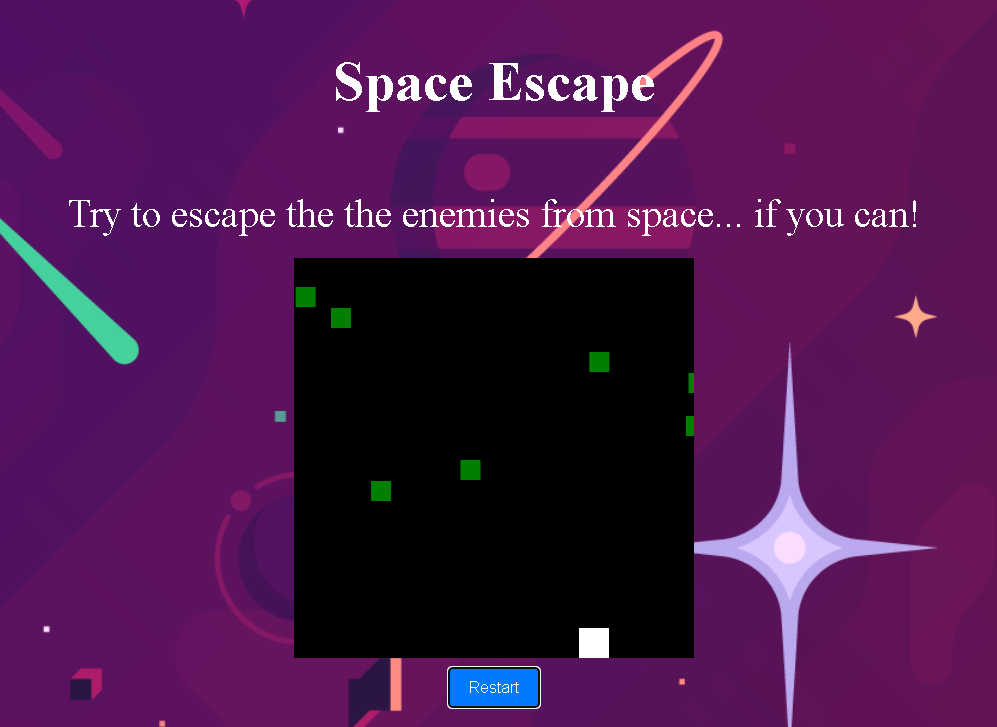 Space Escape
Try to escape the the enemies from space... if you can!
Restart